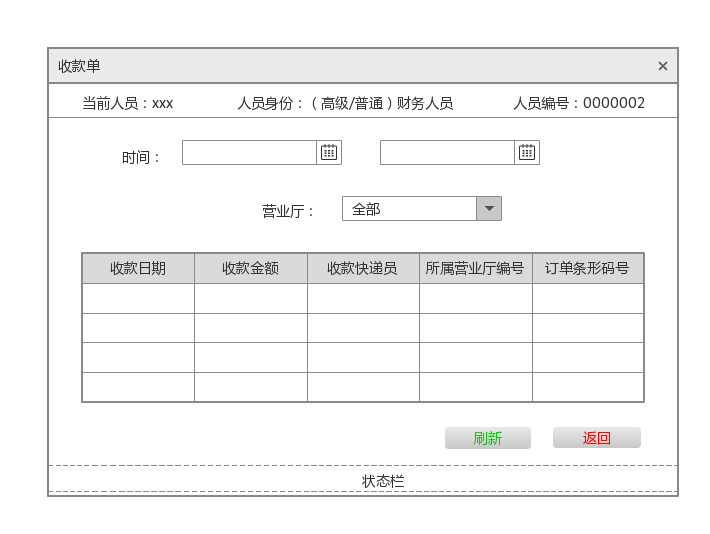 收款单
当前人员：xxx 人员身份：（高级/普通）财务人员 人员编号：0000002
时间：
营业厅： 全部
收款日期 收款金额 收款快递员 所属营业厅编号 订单条形码号
刷新 返回
状态栏